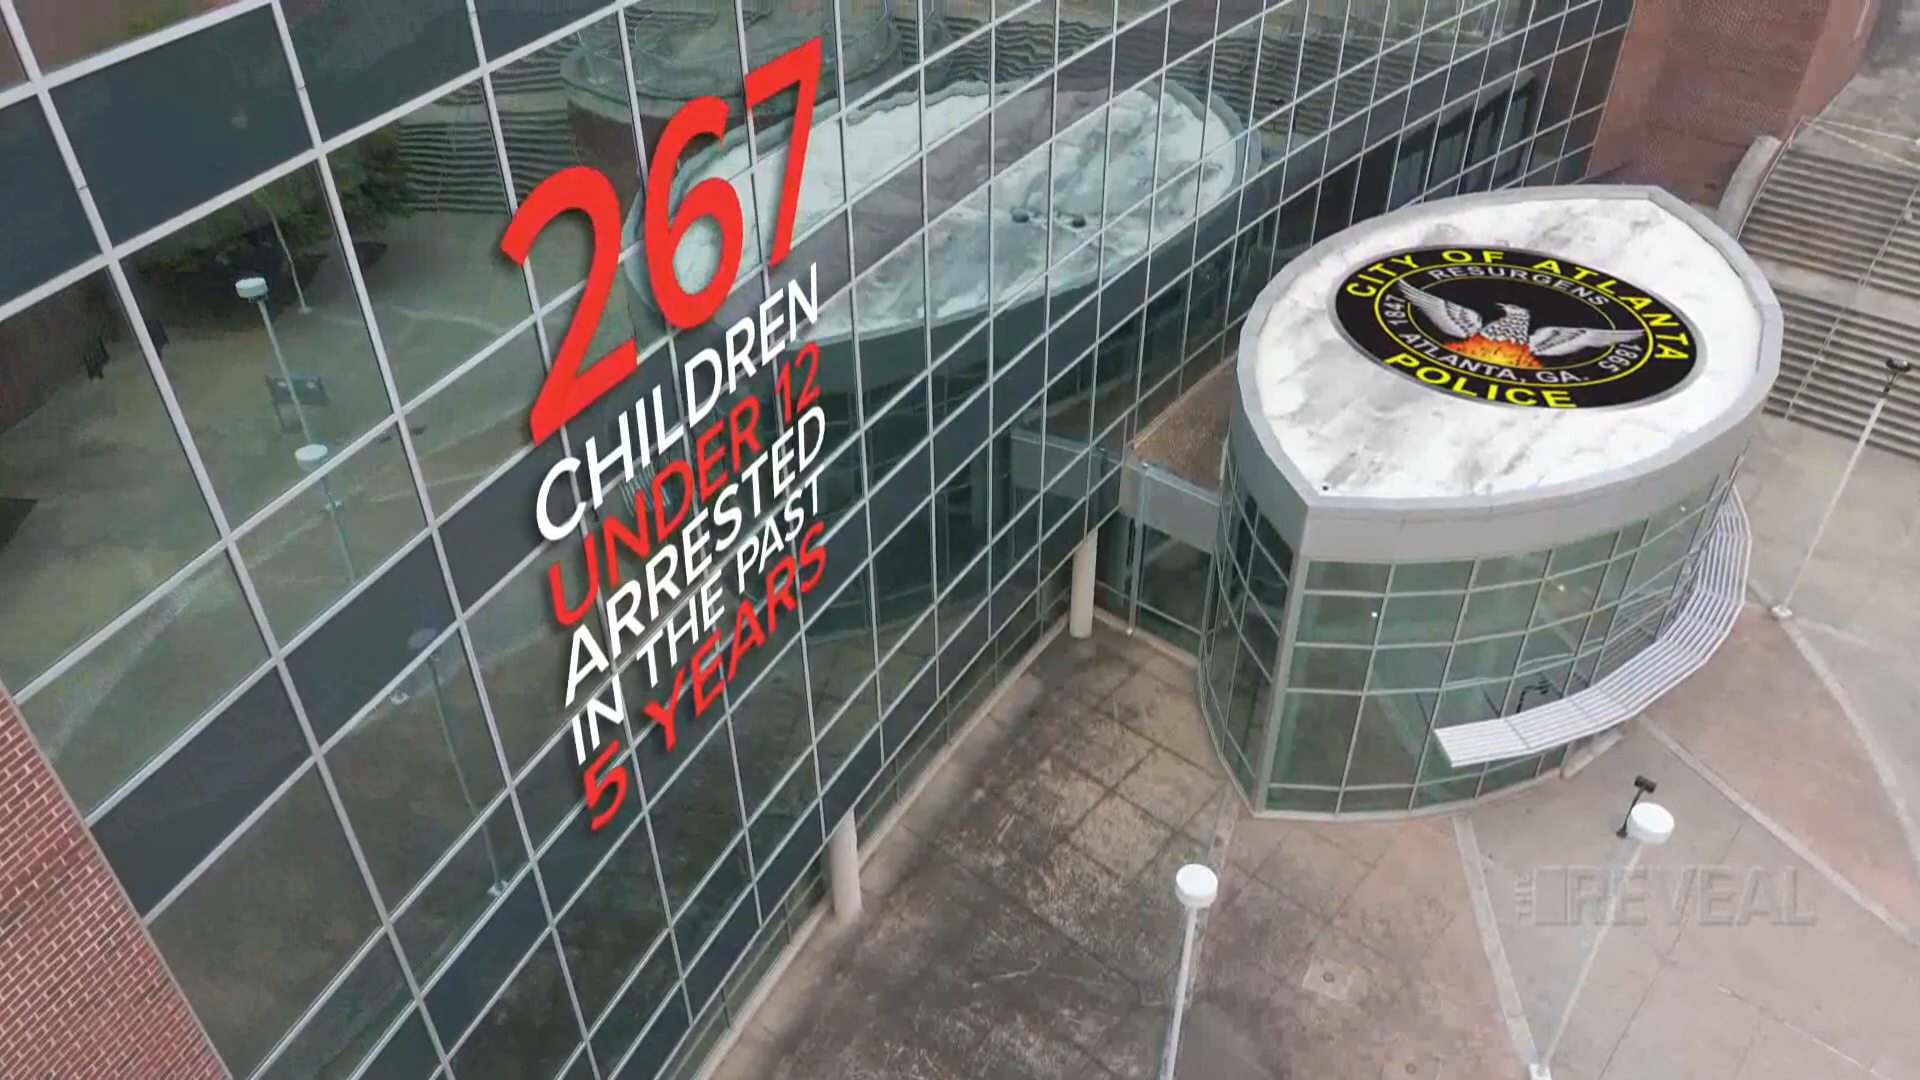 267
CHILDREN
UNDER 12
ARRESTED
IN THE PAST
5 YEARS
CITY OF ATLANTA
RESURGENS
1847
1865
ATLANTA, GA.
POLICE
THE REVEAL